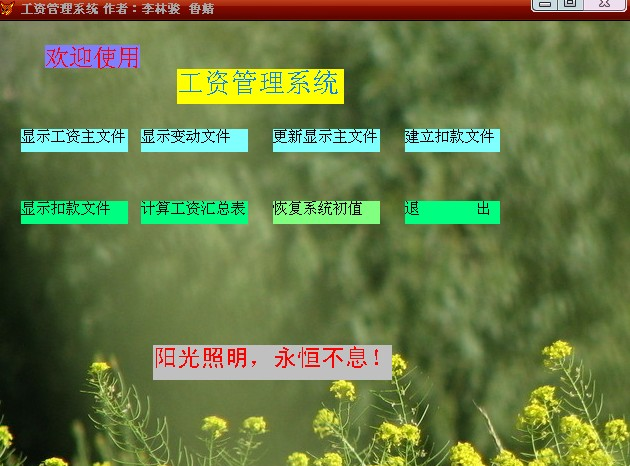 工资管理系统 作者：李林骏 鲁蕠
欢迎使用
工资管理系统
显示工资主文件 显示变动文件 更新显示主文件 建立扣款文件
显示扣款文件 计算工资汇总表 恢复系统初值 退 出
阳光照明，永恒不息！